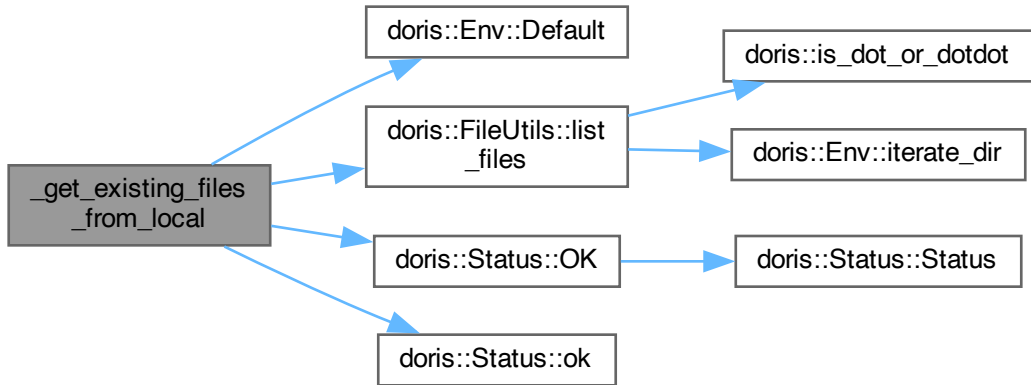 _get_existing_files
_from_local
doris::Env::Default
doris::FileUtils::list
_files
doris::is_dot_or_dotdot
doris::Env::iterate_dir
doris::Status::OK
doris::Status::Status
doris::Status::ok